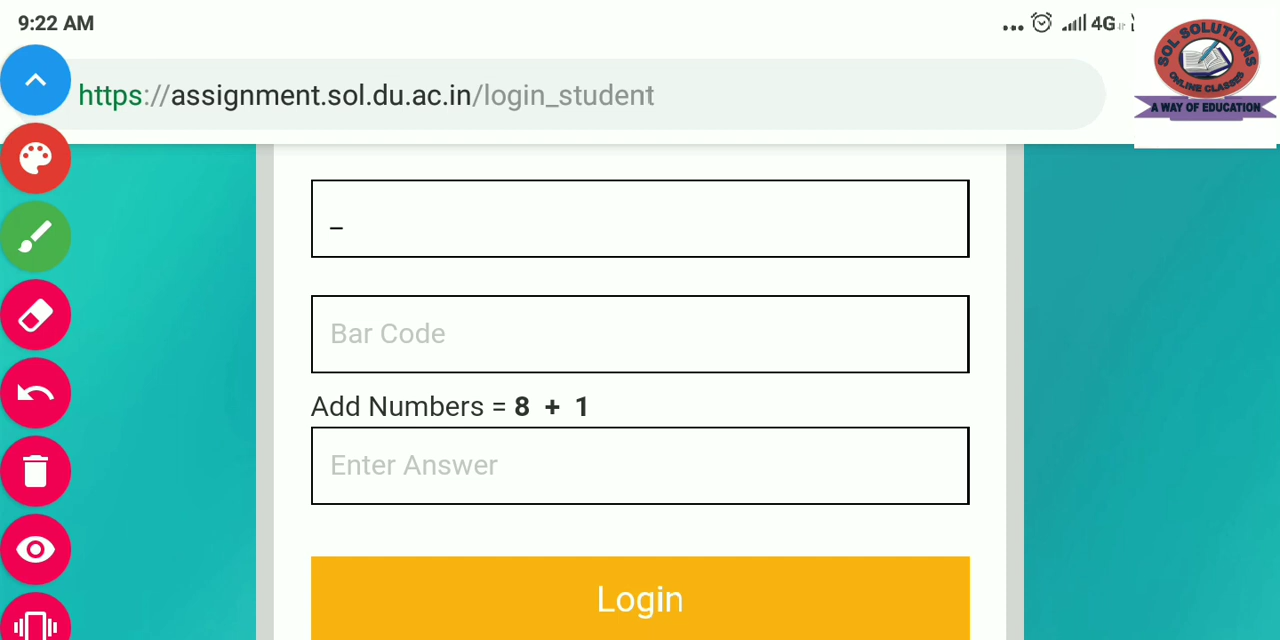 9:22 AM
4G
SOL SOLUTIONS
ONLINE CLASSES
A WAY OF EDUCATION
https://assignment.sol.du.ac.in/login_student
_
Bar Code
Add Numbers = 8 + 1
Enter Answer
Login